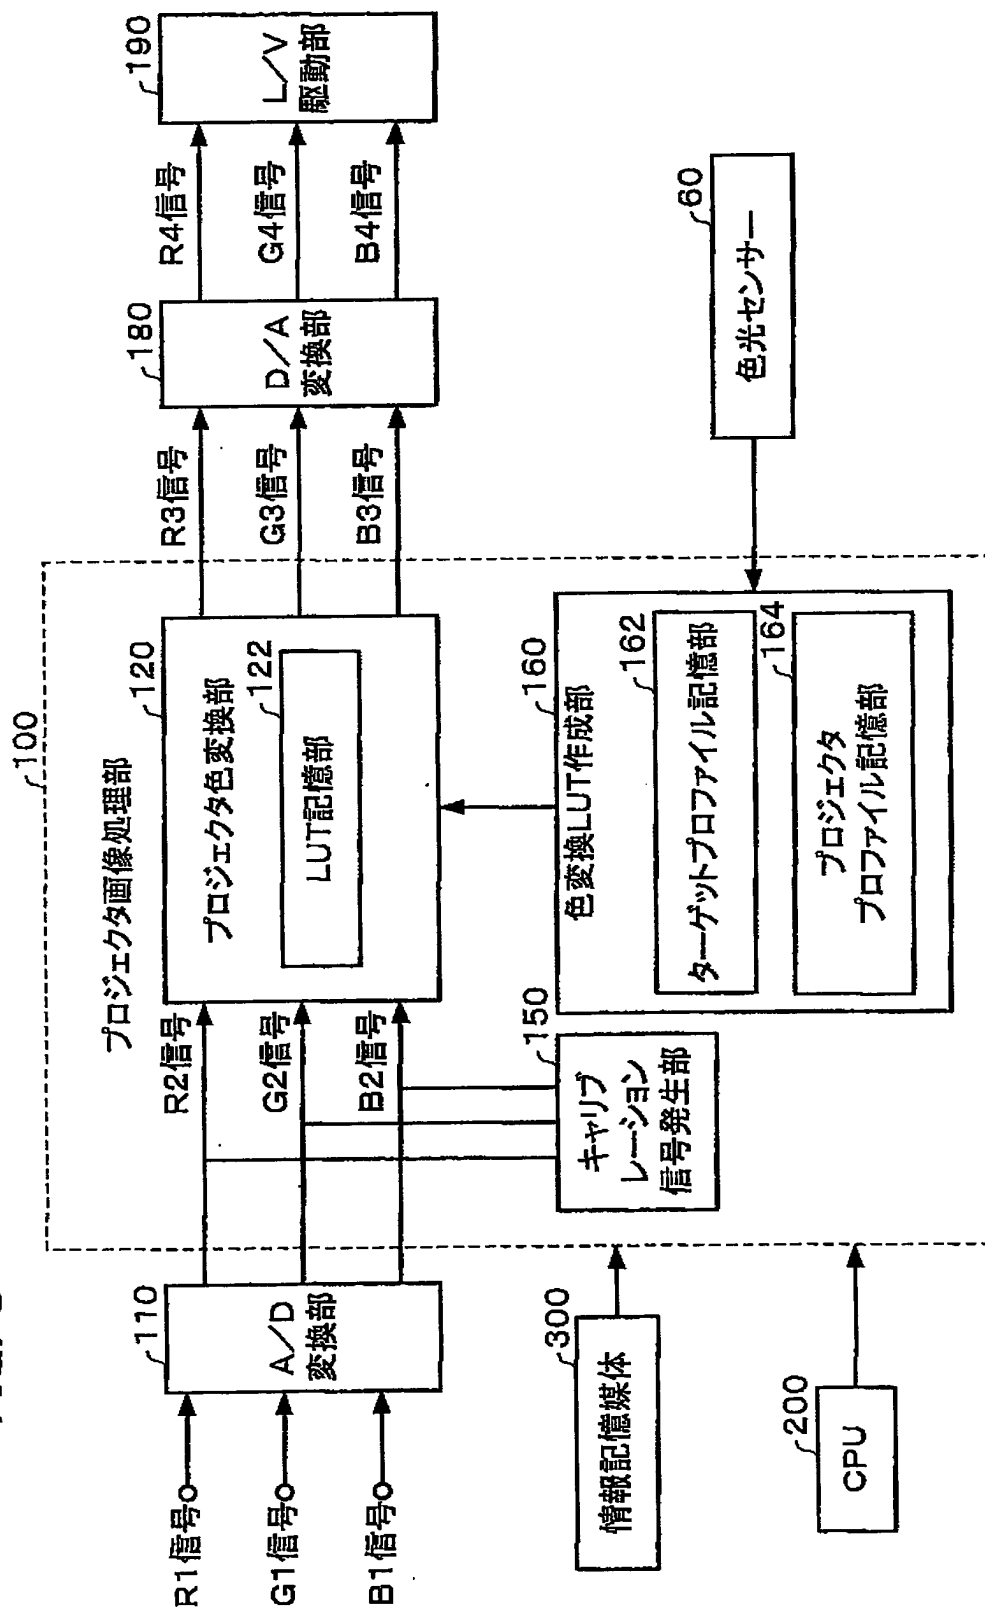 100
プロジェクタ画像処理部
R1信号
G1信号
B1信号
110
A/D
変換部
R2信号
G2信号
B2信号
120
プロジェクタ色変換部
122
LUT記憶部
R3信号
G3信号
B3信号
180
D/A
変換部
R4信号
G4信号
B4信号
190
L/V
駆動部
150
キャリブ
レーション
信号発生部
160
色変換LUT作成部
162
ターゲットプロファイル記憶部
164
プロジェクタ
プロファイル記憶部
60
色光センサー
300
情報記憶媒体
200
CPU